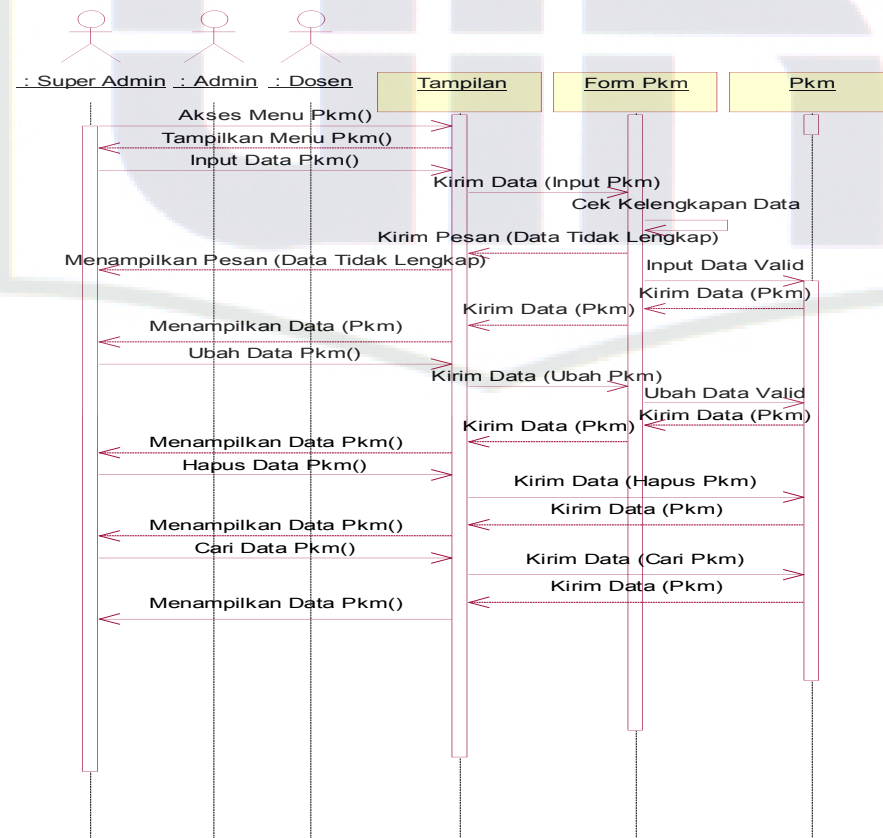 : Super Admin : Admin : Dosen Tampilan Form Pkm Pkm
Akses Menu Pkm()
Tampilkan Menu Pkm()
Input Data Pkm()
Kirim Data (Input Pkm)
Cek Kelengkapan Data
Kirim Pesan (Data Tidak Lengkap)
Menampilkan Pesan (Data Tidak Lengkap)
Input Data Valid
Kirim Data (Pkm)
Kirim Data (Pkm)
Menampilkan Data (Pkm)
Ubah Data Pkm()
Kirim Data (Ubah Pkm)
Ubah Data Valid
Kirim Data (Pkm)
Kirim Data (Pkm)
Menampilkan Data Pkm()
Hapus Data Pkm()
Kirim Data (Hapus Pkm)
Kirim Data (Pkm)
Menampilkan Data Pkm()
Cari Data Pkm()
Kirim Data (Cari Pkm)
Kirim Data (Pkm)
Menampilkan Data Pkm()